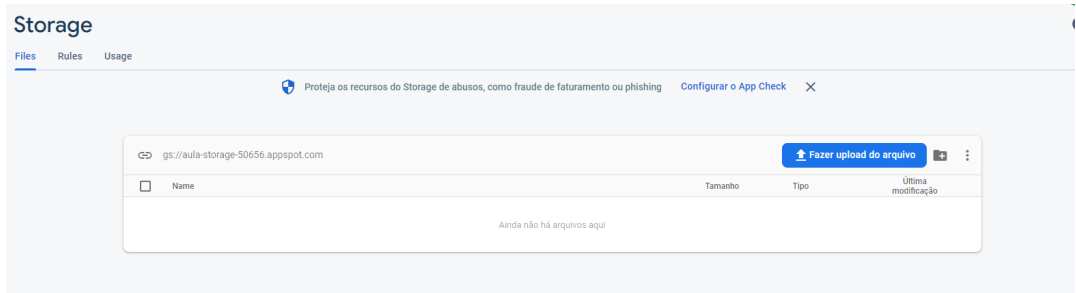 Storage
Files Rules Usage
Proteja os recursos do Storage de abusos, como fraude de faturamento ou phishing Configurar o App Check
gs://aula-storage-50656.appspot.com Fazer upload do arquivo
Name Tamanho Tipo Última
modificação
Ainda não há arquivos aqui